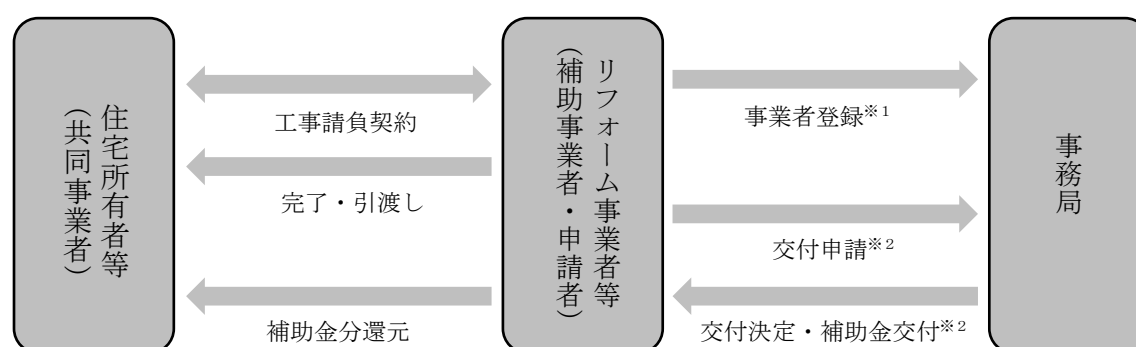 住宅所有者等
（共同事業者）
工事請負契約
完了・引渡し
補助金分還元
リフォーム事業者等
（補助事業者・申請者）
事業者登録※1
交付申請※2
交付決定・補助金交付※2
事務局